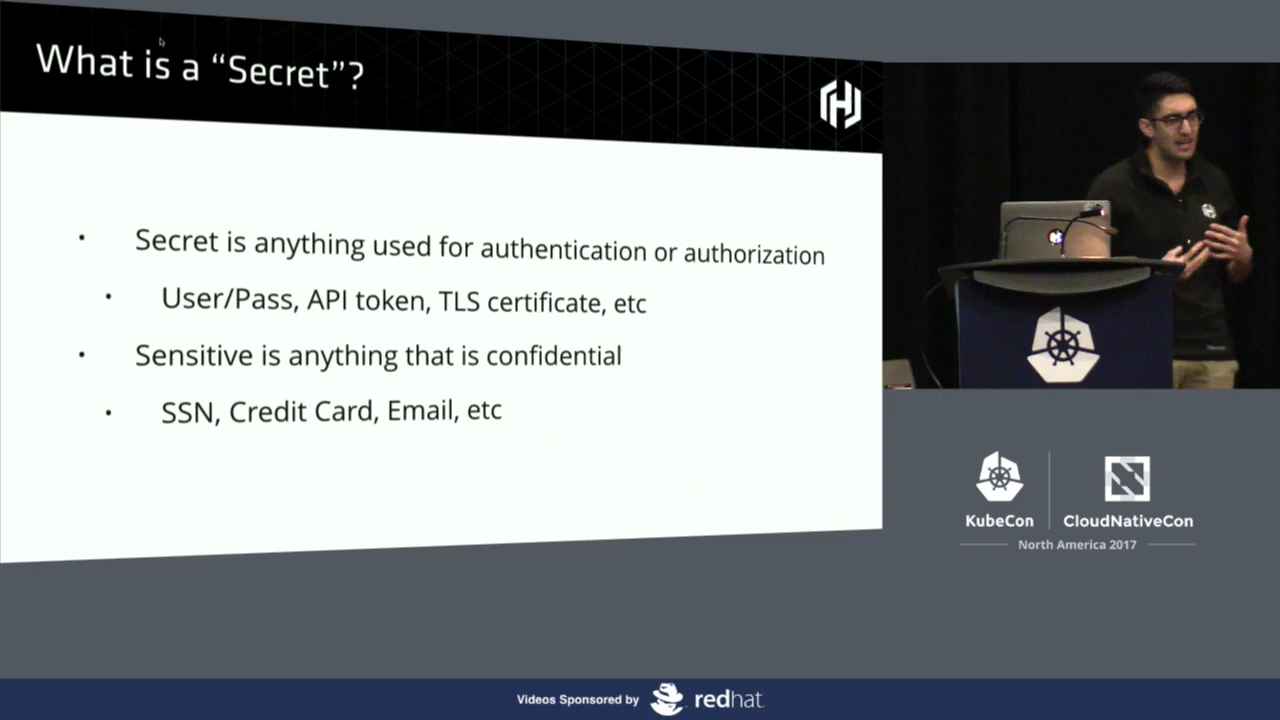 What is a “Secret”?
· Secret is anything used for authentication or authorization
· User/Pass, API token, TLS certificate, etc
· Sensitive is anything that is confidential
· SSN, Credit Card, Email, etc
KubeCon
CloudNativeCon
North America 2017
Videos Sponsored by redhat